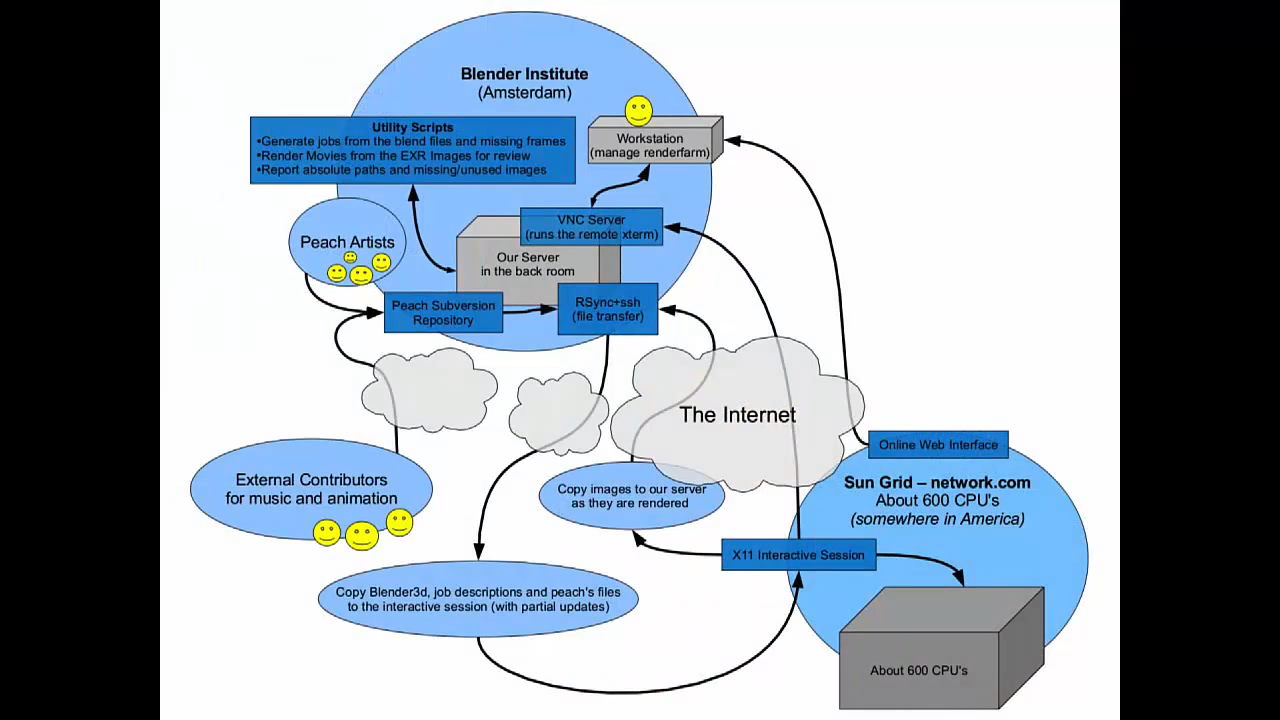 Blender Institute
(Amsterdam)
Utility Scripts
•Generate jobs from the blend files and missing frames
•Render Movies from the EXR Images for review
•Report absolute paths and missing/unused images
Workstation
(manage renderfarm)
VNC Server
(runs the remote xterm)
Peach Artists
Our Server
in the back room
Peach Subversion
Repository
RSync+ssh
(file transfer)
The Internet
Online Web Interface
External Contributors
for music and animation
Copy images to our server
as they are rendered
Sun Grid – network.com
About 600 CPU's
(somewhere in America)
X11 Interactive Session
Copy Blender3d, job descriptions and peach's files
to the interactive session (with partial updates)
About 600 CPU's